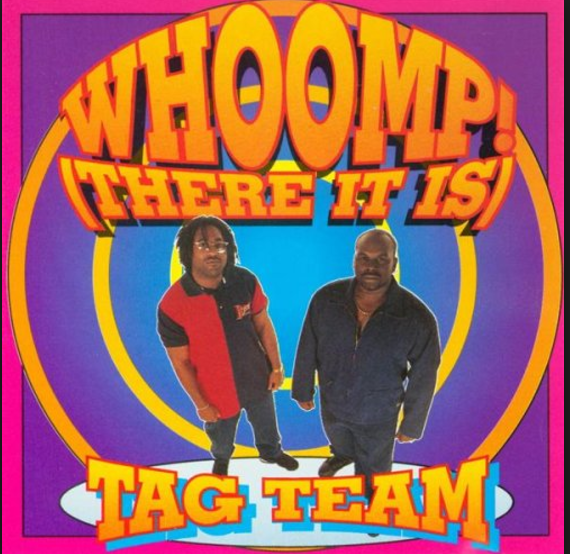 WHOOMP!
(THERE IT IS)
TAG TEAM